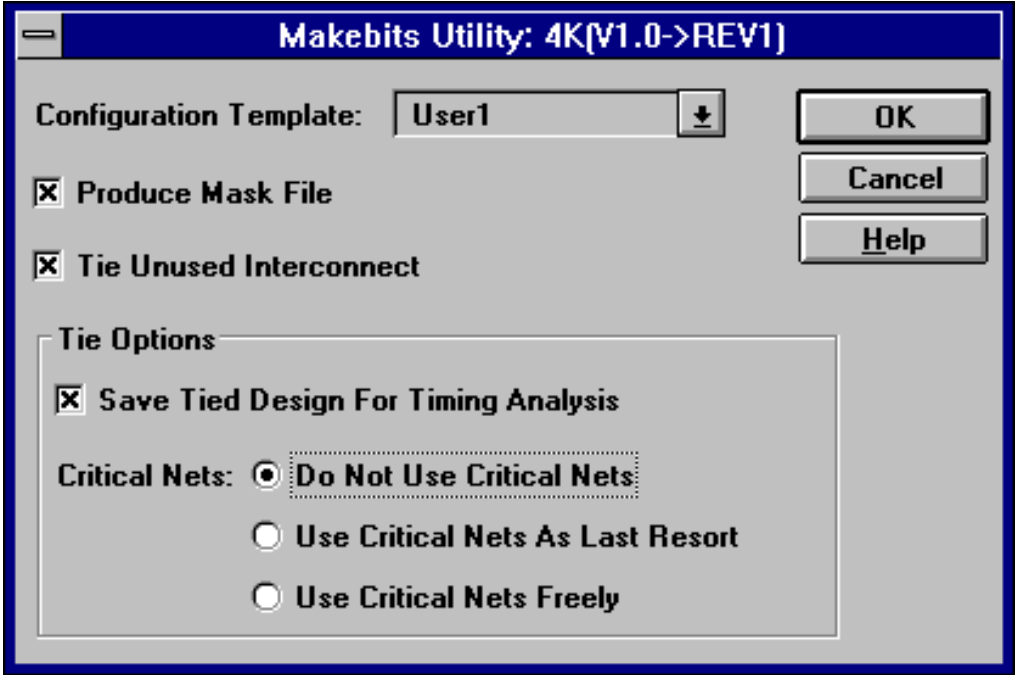 Makebits Utility: 4K(V1.0->REV1)
Configuration Template: User1
OK
Cancel
Produce Mask File
Help
Tie Unused Interconnect
Tie Options
Save Tied Design For Timing Analysis
Critical Nets: Do Not Use Critical Nets
Use Critical Nets As Last Resort
Use Critical Nets Freely